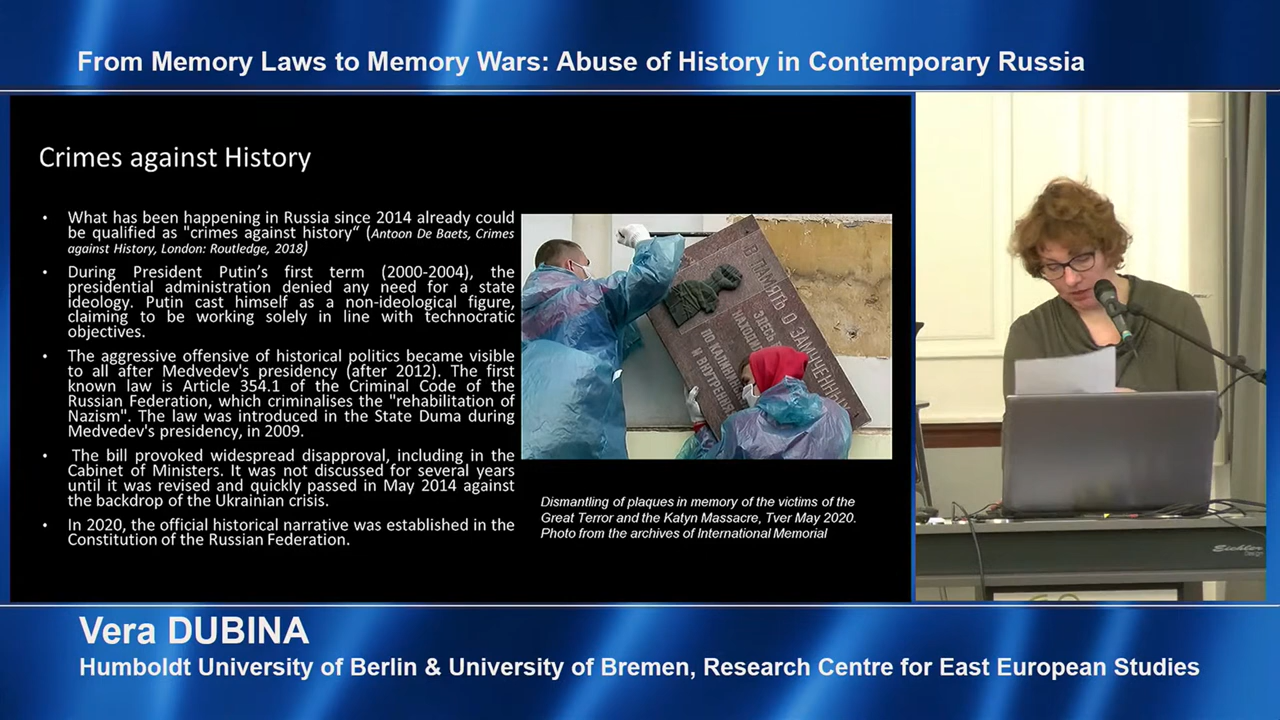 From Memory Laws to Memory Wars: Abuse of History in Contemporary Russia
Crimes against History
• What has been happening in Russia since 2014 already could
be qualified as "crimes against history“ (Antoon De Baets, Crimes
against History, London: Routledge, 2018)
• During President Putin’s first term (2000-2004), the
presidential administration denied any need for a state
ideology. Putin cast himself as a non-ideological figure,
claiming to be working solely in line with technocratic
objectives.
• The aggressive offensive of historical politics became visible
to all after Medvedev's presidency (after 2012). The first
known law is Article 354.1 of the Criminal Code of the
Russian Federation, which criminalises the "rehabilitation of
Nazism". The law was introduced in the State Duma during
Medvedev's presidency, in 2009.
• The bill provoked widespread disapproval, including in the
Cabinet of Ministers. It was not discussed for several years
until it was revised and quickly passed in May 2014 against
the backdrop of the Ukrainian crisis.
• In 2020, the official historical narrative was established in the
Constitution of the Russian Federation.
В ПАМЯТЬ О ЗАМУЧЕННЫХ
ЗДЕСЬ
ПО
И ВНУТРЕН
Dismantling of plaques in memory of the victims of the
Great Terror and the Katyn Massacre, Tver May 2020.
Photo from the archives of International Memorial
Vera DUBINA
Humboldt University of Berlin & University of Bremen, Research Centre for East European Studies